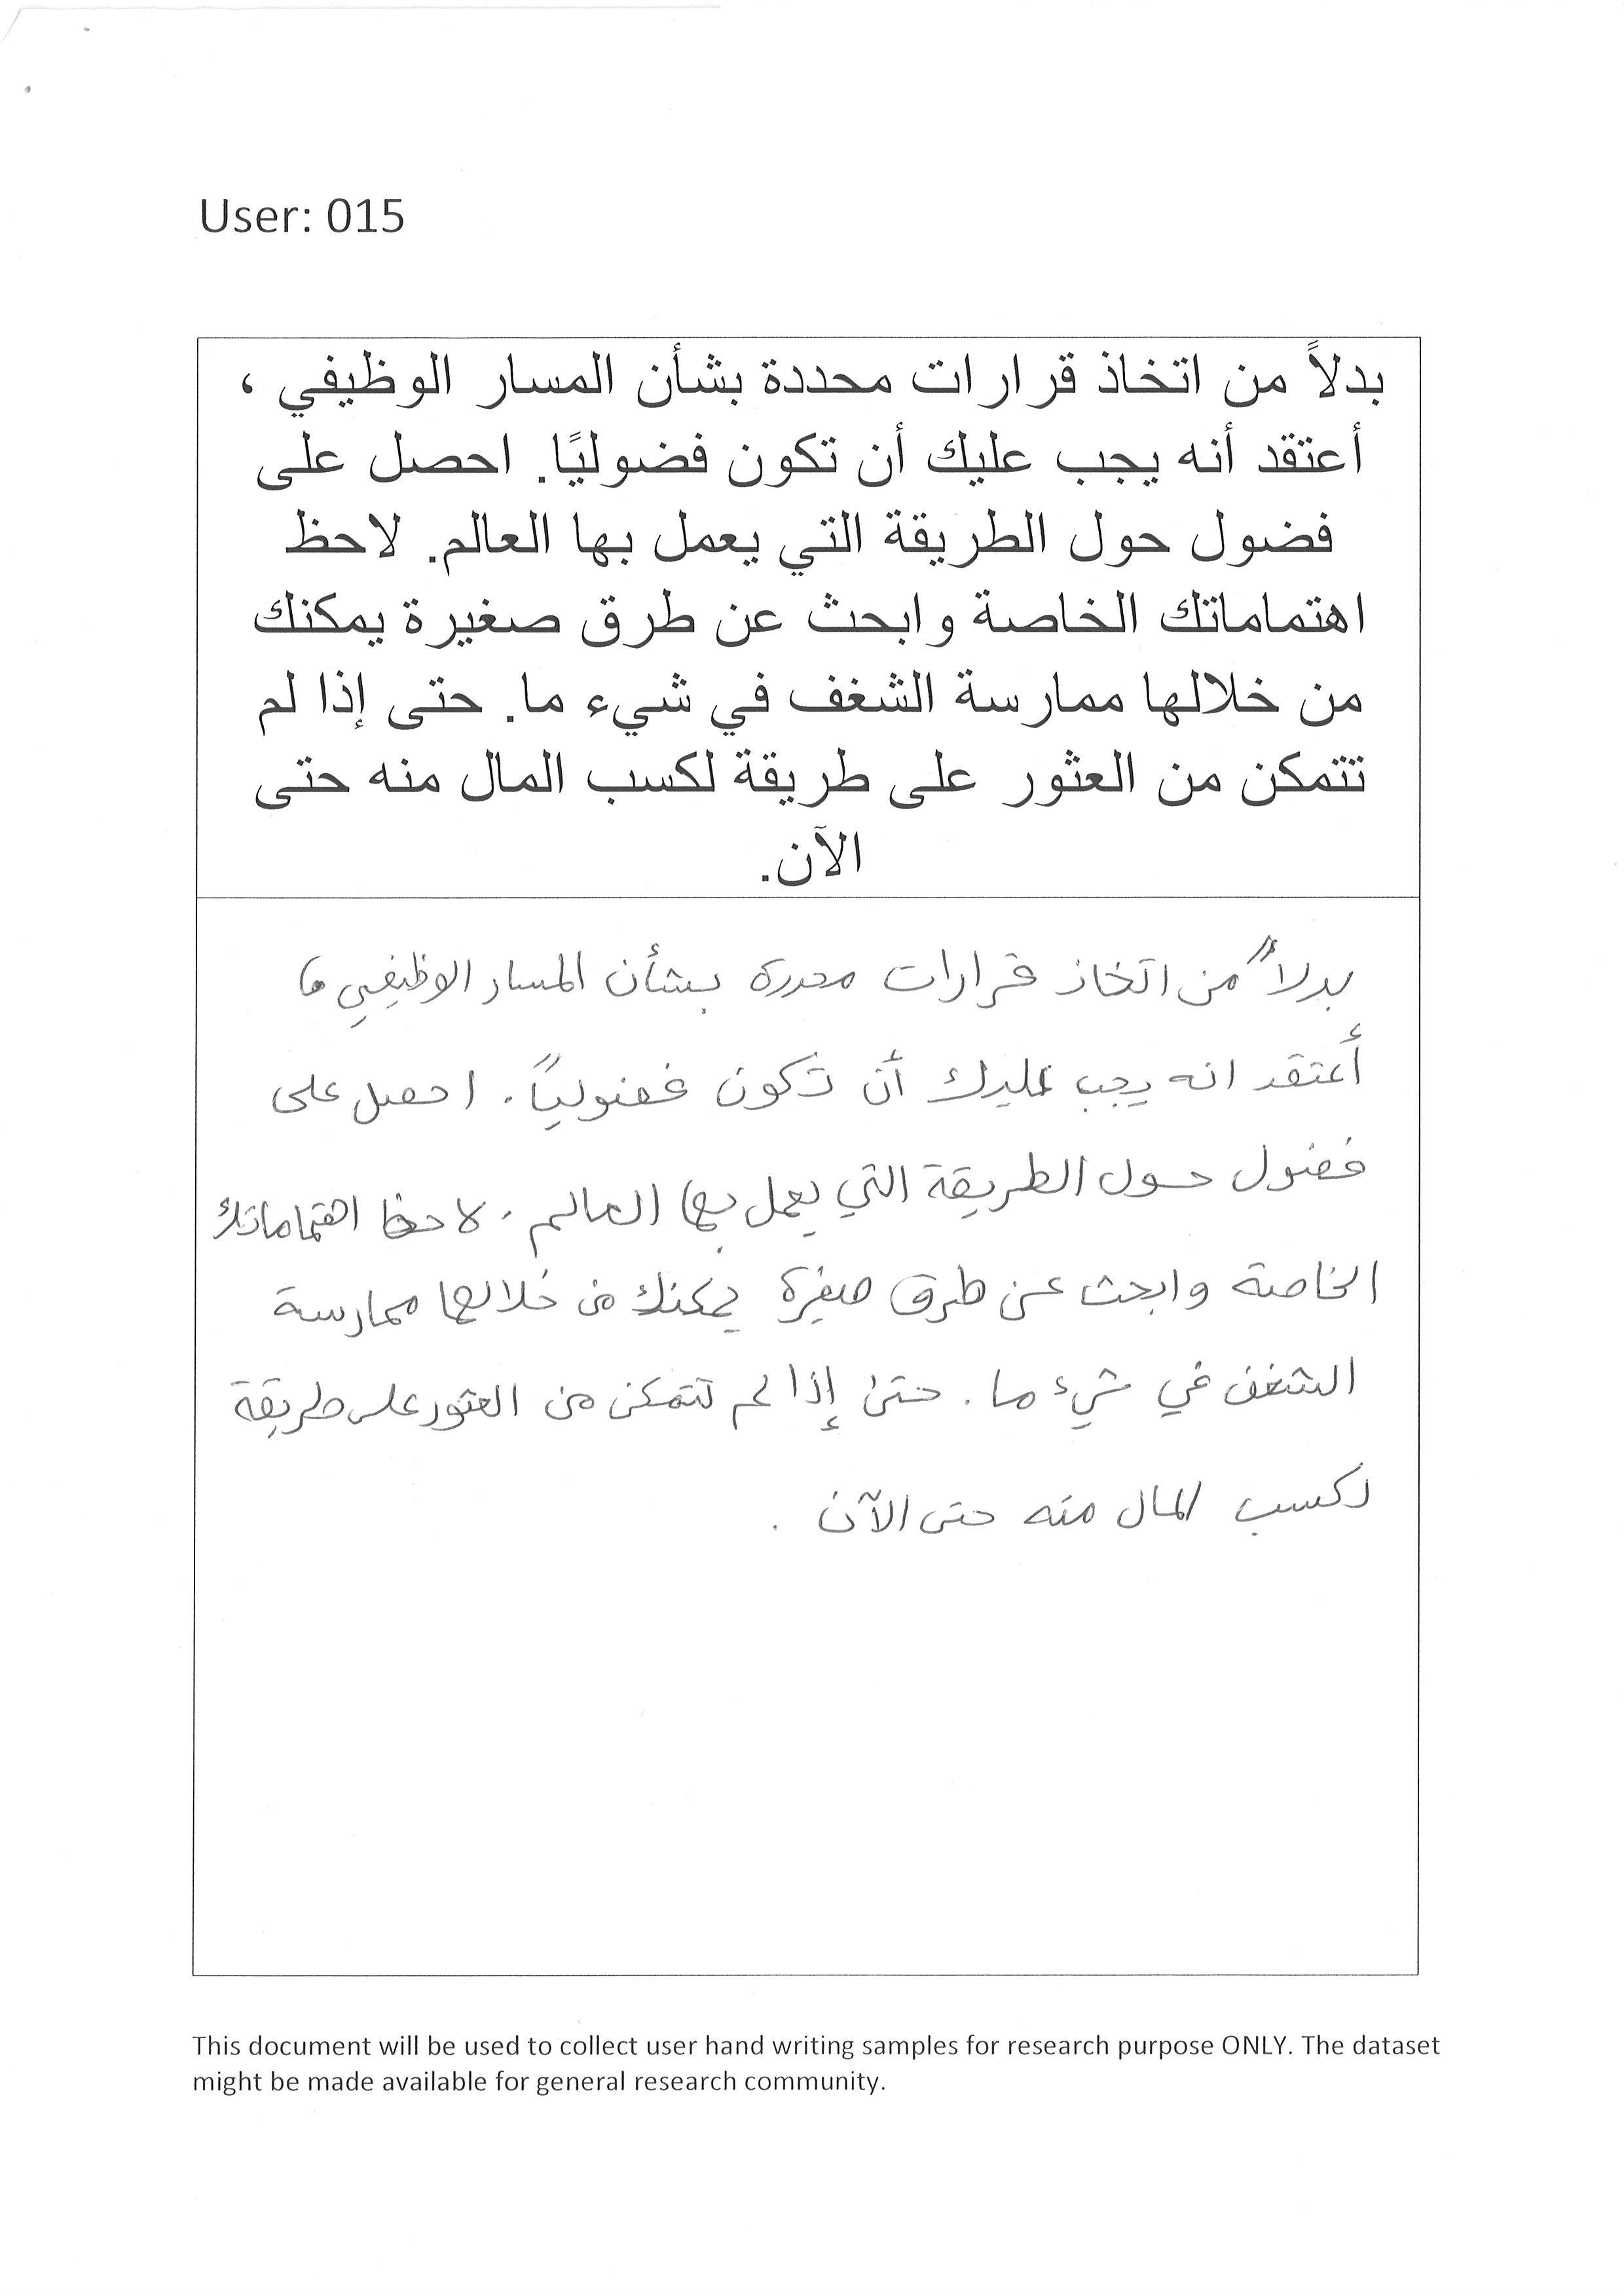 User: 015
بدلاً من اتخاذ قرارات محددة بشأن المسار الوظيفي ،
أعتقد أنه يجب عليك أن تكون فضوليًا. احصل على
فضول حول الطريقة التي يعمل بها العالم. لاحظ
اهتماماتك الخاصة وابحث عن طرق صغيرة يمكنك
من خلالها ممارسة الشغف في شيء ما. حتى إذا لم
تتمكن من العثور على طريقة لكسب المال منه حتى
الآن.
بدلاً من اتخاذ قرارات محددة بشأن المسار الوظيفي ،
أعتقد انه يجب عليك أن تكون فضولياً. احصل على
فضول حول الطريقة التي يعمل بها العالم. لاحظ اهتماماتك
الخاصة وابحث عن طرق صغيرة يمكنك من خلالها ممارسة
الشغف في شيء ما. حتى إذا لم تتمكن من العثور على طريقة
لكسب المال منه حتى الآن .
This document will be used to collect user hand writing samples for research purpose ONLY. The dataset
might be made available for general research community.